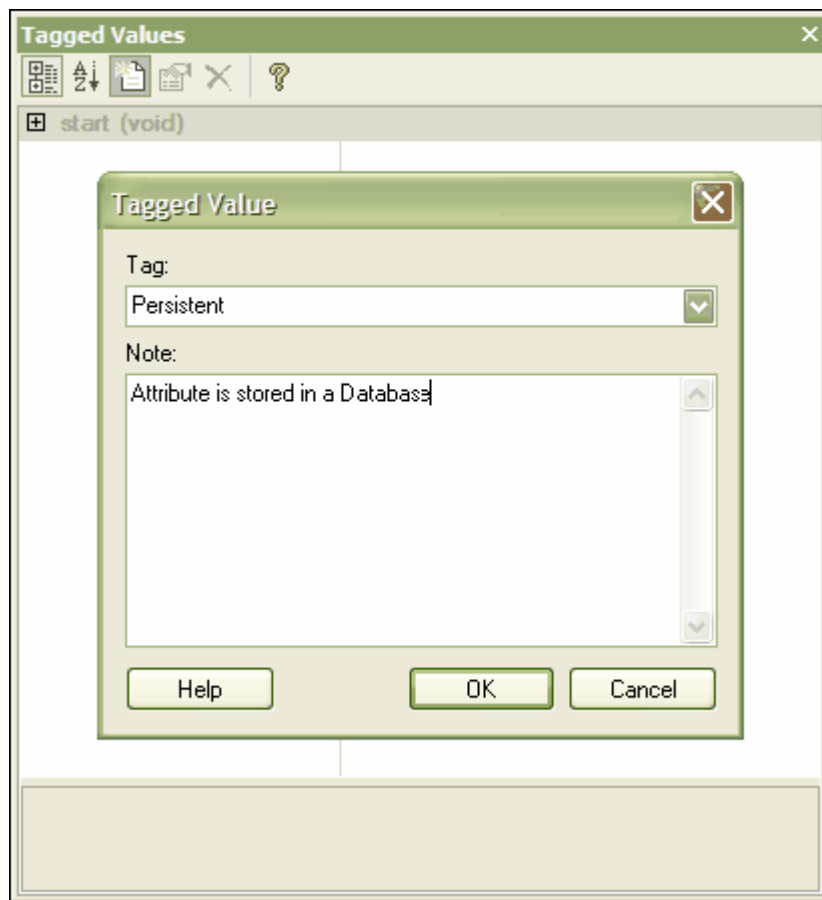 Tagged Values
start (void)
Tagged Value
Tag:
Persistent
Note:
Attribute is stored in a Database
Help OK Cancel